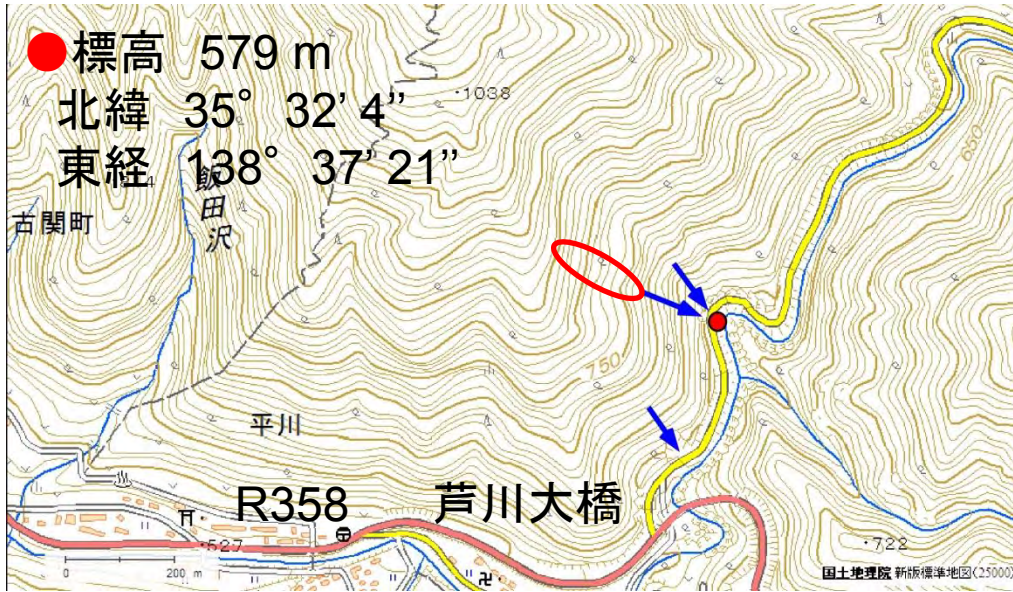 標高 579 m
北緯 35° 32’ 4”
東経 138° 37’ 21”
・1038
650
古関町
飯田沢
750
平川
R358 芦川大橋
・527
・722
0 200 m
国土地理院 新版標準地図(25000)